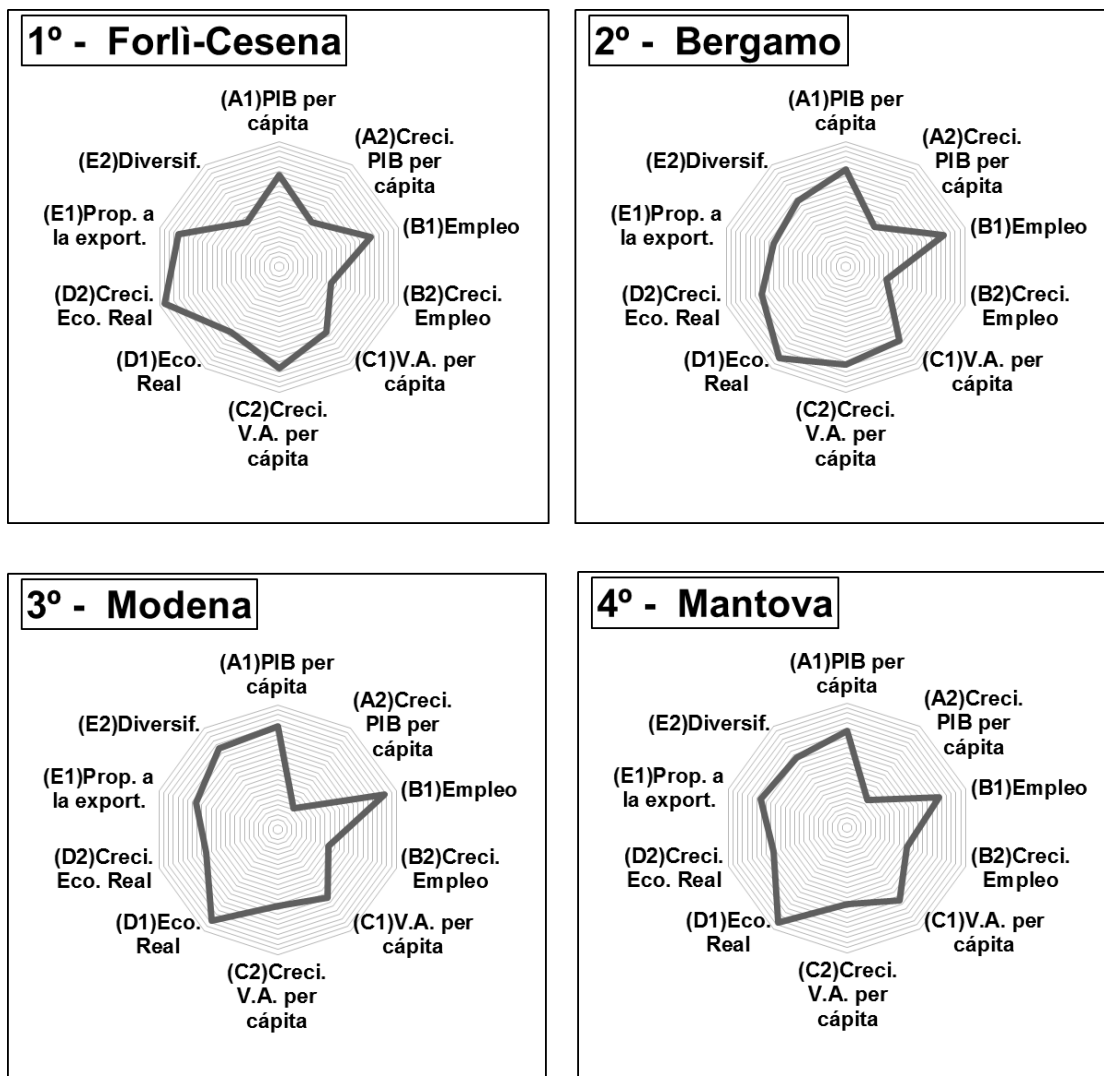 1º - Forlì-Cesena
(A1)PIB per
cápita
(A2)Creci.
PIB per
cápita
(B1)Empleo
(B2)Creci.
Empleo
(C1)V.A. per
cápita
(C2)Creci.
V.A. per
cápita
(D1)Eco.
Real
(D2)Creci.
Eco. Real
(E1)Prop. a
la export.
(E2)Diversif.
2º - Bergamo
(A1)PIB per
cápita
(A2)Creci.
PIB per
cápita
(B1)Empleo
(B2)Creci.
Empleo
(C1)V.A. per
cápita
(C2)Creci.
V.A. per
cápita
(D1)Eco.
Real
(D2)Creci.
Eco. Real
(E1)Prop. a
la export.
(E2)Diversif.
3º - Modena
(A1)PIB per
cápita
(A2)Creci.
PIB per
cápita
(B1)Empleo
(B2)Creci.
Empleo
(C1)V.A. per
cápita
(C2)Creci.
V.A. per
cápita
(D1)Eco.
Real
(D2)Creci.
Eco. Real
(E1)Prop. a
la export.
(E2)Diversif.
4º - Mantova
(A1)PIB per
cápita
(A2)Creci.
PIB per
cápita
(B1)Empleo
(B2)Creci.
Empleo
(C1)V.A. per
cápita
(C2)Creci.
V.A. per
cápita
(D1)Eco.
Real
(D2)Creci.
Eco. Real
(E1)Prop. a
la export.
(E2)Diversif.